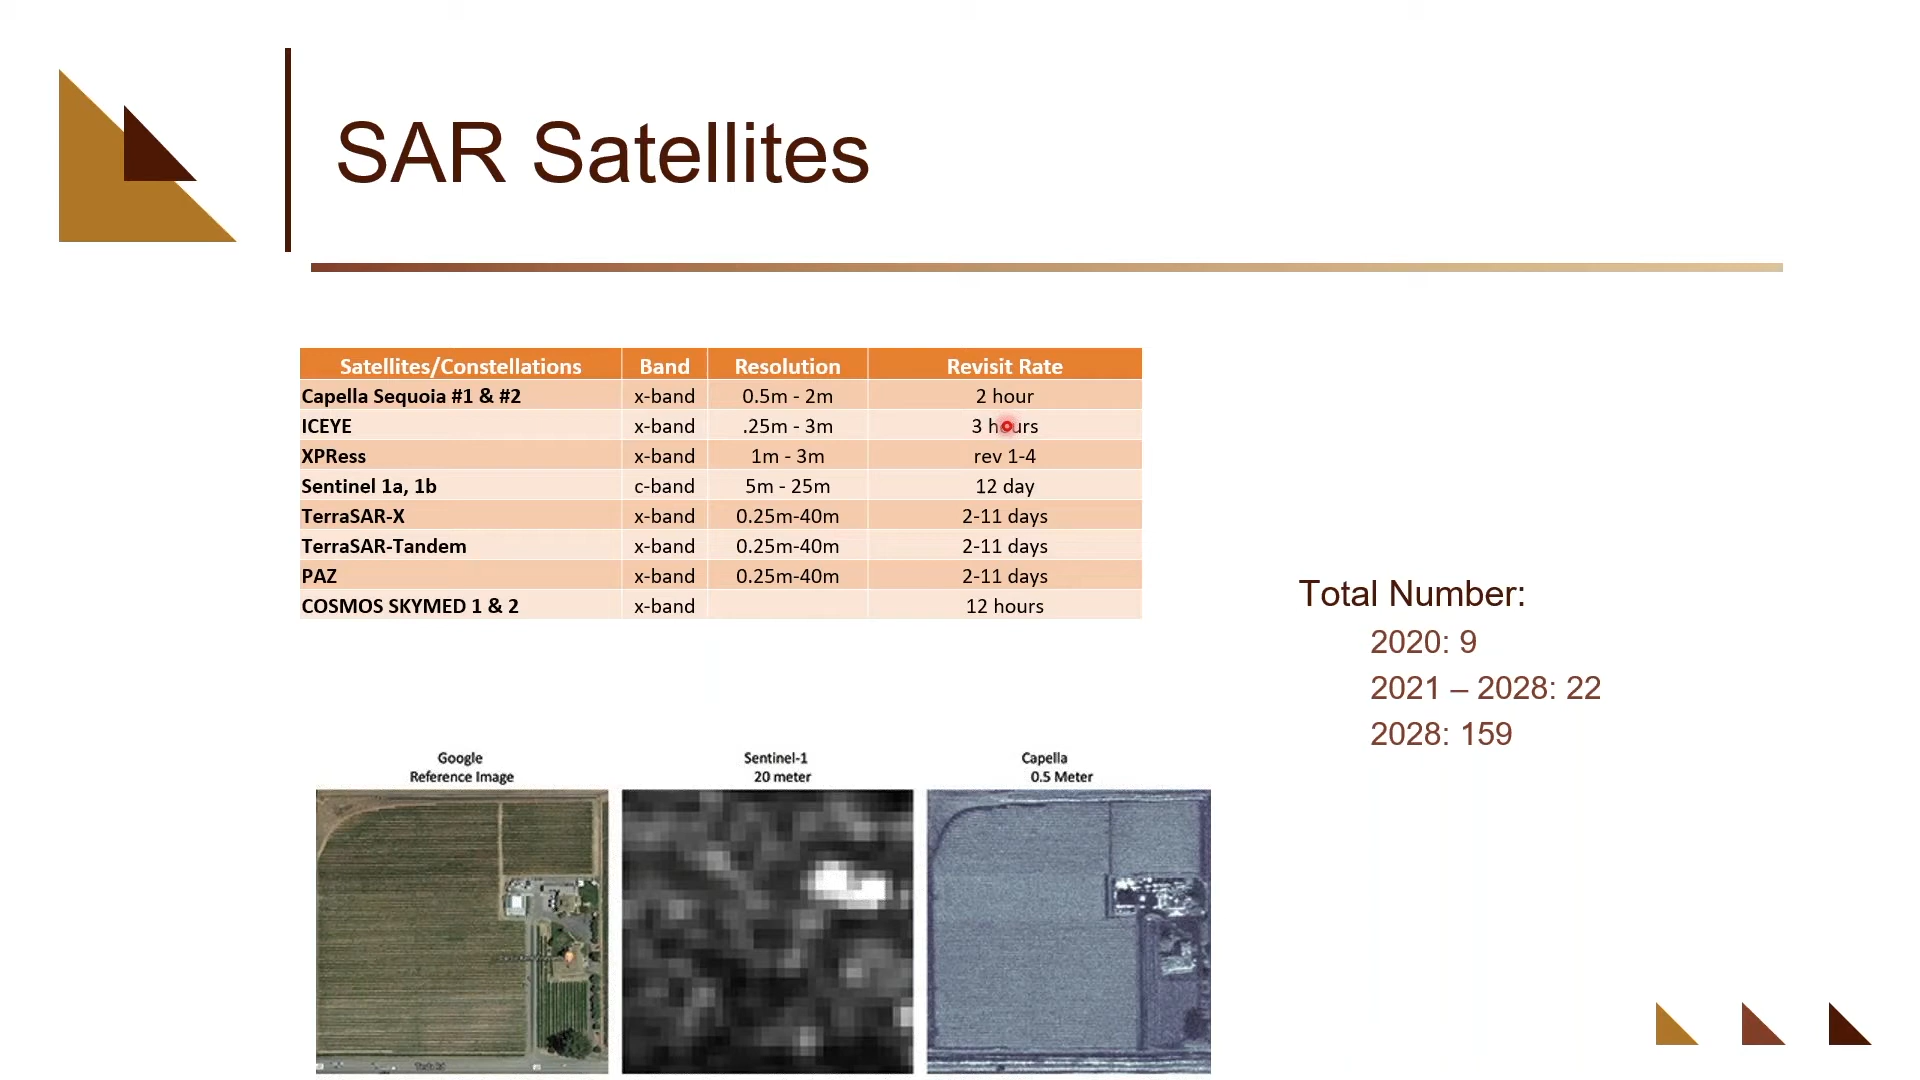 SAR Satellites
Satellites/Constellations Band Resolution Revisit Rate
Capella Sequoia #1 & #2 x-band 0.5m - 2m 2 hour
ICEYE x-band .25m - 3m 3 hours
XPRess x-band 1m - 3m rev 1-4
Sentinel 1a, 1b c-band 5m - 25m 12 day
TerraSAR-X x-band 0.25m-40m 2-11 days
TerraSAR-Tandem x-band 0.25m-40m 2-11 days
PAZ x-band 0.25m-40m 2-11 days
COSMOS SKYMED 1 & 2 x-band 12 hours
Total Number:
2020: 9
2021 – 2028: 22
2028: 159
Google
Reference Image
Sentinel-1
20 meter
Capella
0.5 Meter